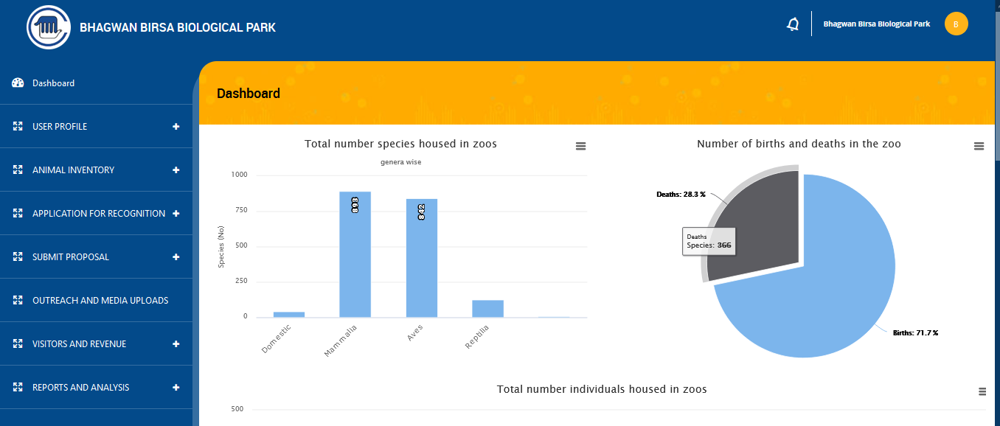 BHAGWAN BIRSA BIOLOGICAL PARK
Bhagwan Birsa Biological Park
B
Dashboard
USER PROFILE
ANIMAL INVENTORY
APPLICATION FOR RECOGNITION
SUBMIT PROPOSAL
OUTREACH AND MEDIA UPLOADS
VISITORS AND REVENUE
REPORTS AND ANALYSIS
Dashboard
Total number species housed in zoos
genera wise
Species (No)
1000
750
500
250
0
893
842
Domestic
Mammalia
Aves
Reptilia
Number of births and deaths in the zoo
Deaths: 28.3 %
Deaths
Species: 366
Births: 71.7 %
Total number individuals housed in zoos
500